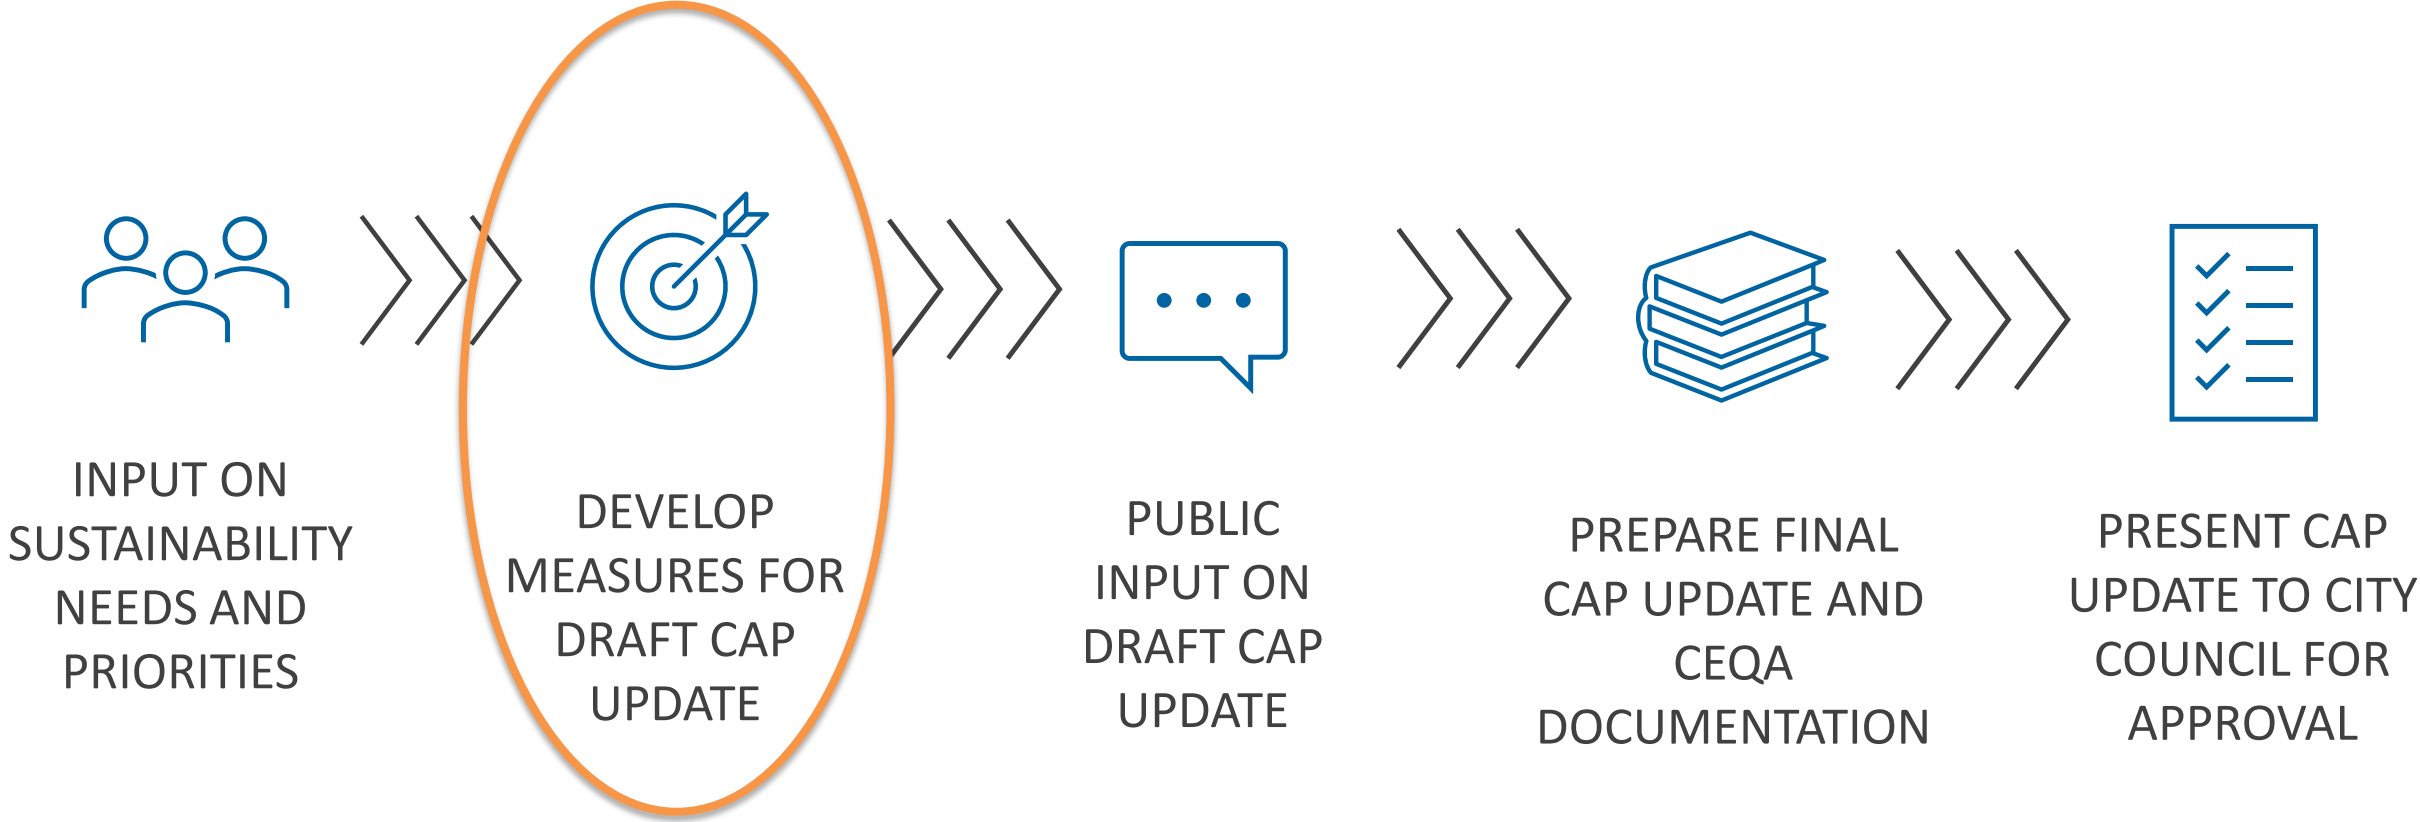 INPUT ON
SUSTAINABILITY
NEEDS AND
PRIORITIES
DEVELOP
MEASURES FOR
DRAFT CAP
UPDATE
PUBLIC
INPUT ON
DRAFT CAP
UPDATE
PREPARE FINAL
CAP UPDATE AND
CEQA
DOCUMENTATION
PRESENT CAP
UPDATE TO CITY
COUNCIL FOR
APPROVAL